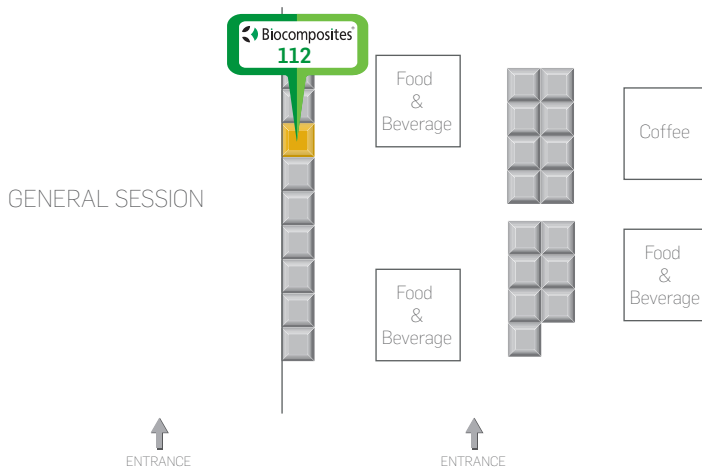 Biocomposites®
112
Food
&
Beverage
Coffee
GENERAL SESSION
Food
&
Beverage
Food
&
Beverage
ENTRANCE
ENTRANCE